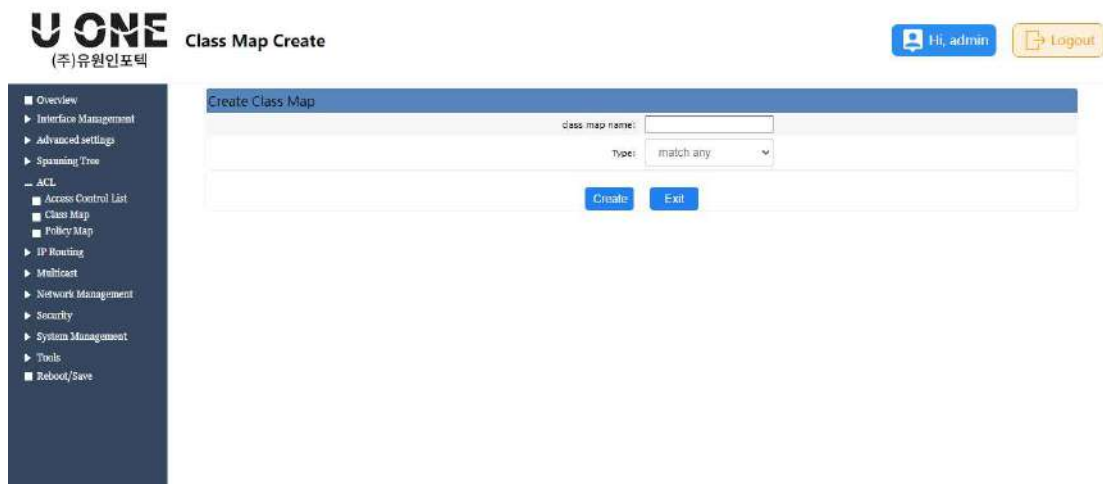 U ONE
(주)유원인포텍
Class Map Create
Hi, admin
Logout
Overview
Interface Management
Advanced settings
Spanning Tree
ACL
Access Control List
Class Map
Policy Map
IP Routing
Multicast
Network Management
Security
System Management
Tools
Reboot/Save
Create Class Map
class map name:
Type: match any
Create Exit